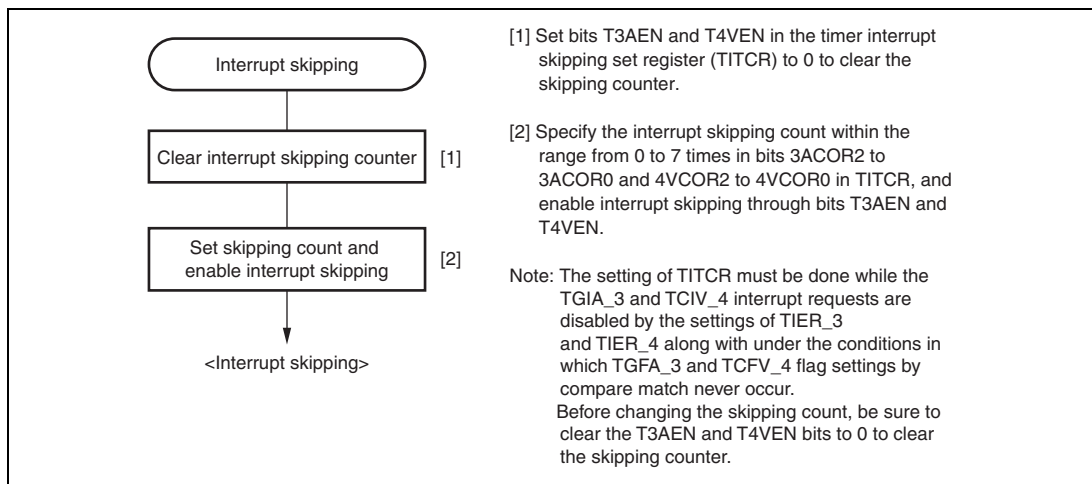 Interrupt skipping
Clear interrupt skipping counter
[1]
Set skipping count and
enable interrupt skipping
[2]
<Interrupt skipping>
[1] Set bits T3AEN and T4VEN in the timer interrupt
skipping set register (TITCR) to 0 to clear the
skipping counter.
[2] Specify the interrupt skipping count within the
range from 0 to 7 times in bits 3ACOR2 to
3ACOR0 and 4VCOR2 to 4VCOR0 in TITCR, and
enable interrupt skipping through bits T3AEN and
T4VEN.
Note: The setting of TITCR must be done while the
TGIA_3 and TCIV_4 interrupt requests are
disabled by the settings of TIER_3
and TIER_4 along with under the conditions in
which TGFA_3 and TCFV_4 flag settings by
compare match never occur.
Before changing the skipping count, be sure to
clear the T3AEN and T4VEN bits to 0 to clear
the skipping counter.